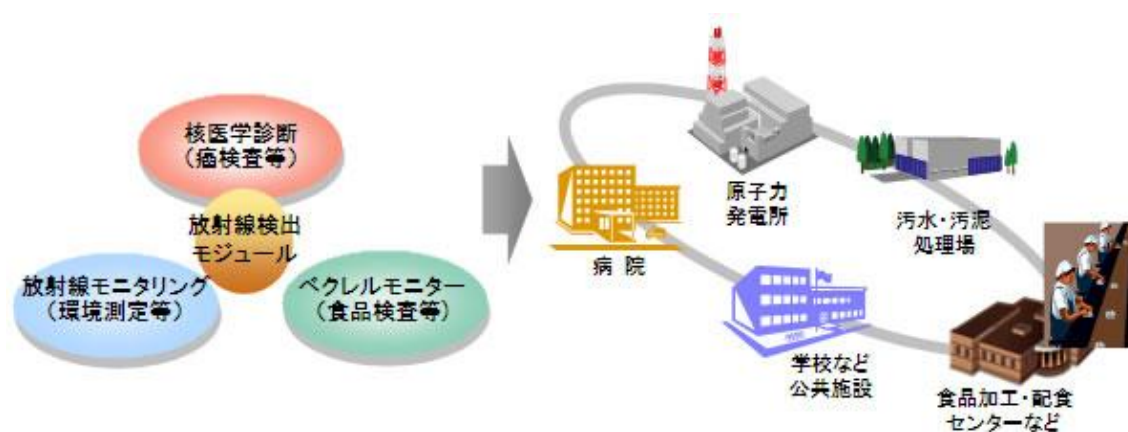 核医学診断
（癌検査等）
放射線検出
モジュール
放射線モニタリング
（環境測定等）
ベクレルモニター
（食品検査等）
原子力
発電所
汚水・汚泥
処理場
病 院
学校など
公共施設
食品加工・配食
センターなど